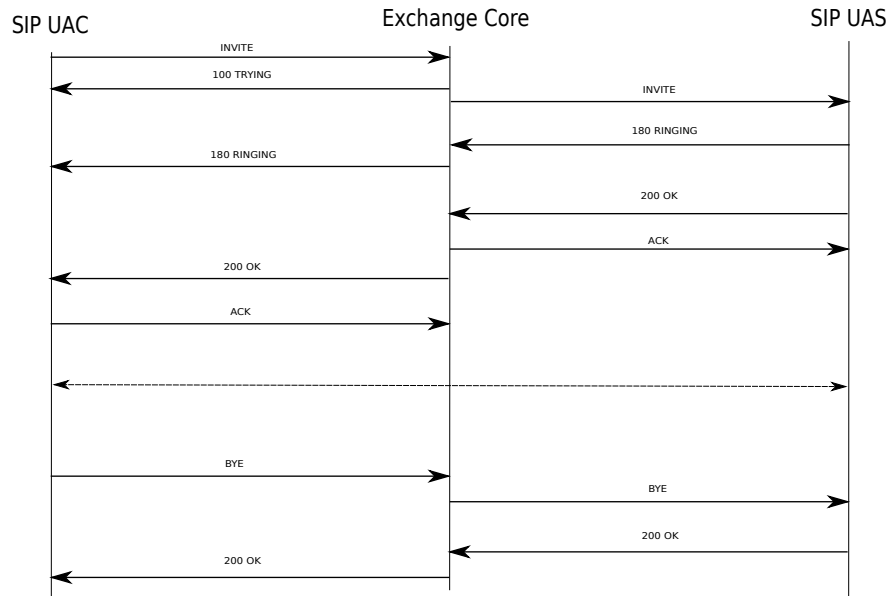 SIP UAC
Exchange Core
SIP UAS
INVITE
100 TRYING
INVITE
180 RINGING
180 RINGING
200 OK
ACK
200 OK
ACK
BYE
BYE
200 OK
200 OK